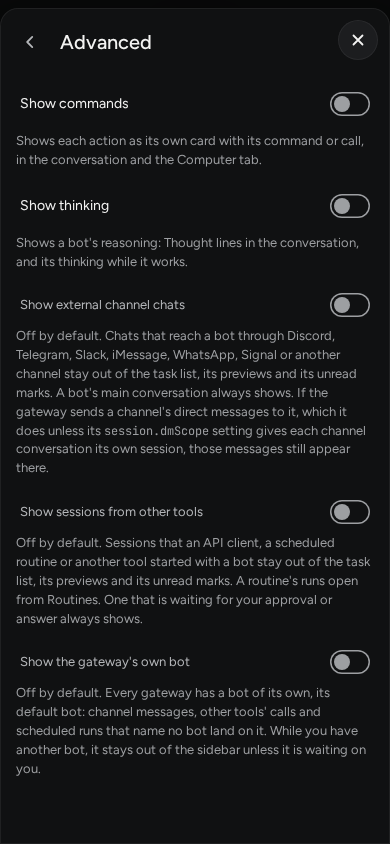 Advanced
Show commands
Shows each action as its own card with its command or call,
in the conversation and the Computer tab.
Show thinking
Shows a bot's reasoning: Thought lines in the conversation,
and its thinking while it works.
Show external channel chats
Off by default. Chats that reach a bot through Discord,
Telegram, Slack, iMessage, WhatsApp, Signal or another
channel stay out of the task list, its previews and its unread
marks. A bot's main conversation always shows. If the
gateway sends a channel's direct messages to it, which it
does unless its session.dmScope setting gives each channel
conversation its own session, those messages still appear
there.
Show sessions from other tools
Off by default. Sessions that an API client, a scheduled
routine or another tool started with a bot stay out of the task
list, its previews and its unread marks. A routine's runs open
from Routines. One that is waiting for your approval or
answer always shows.
Show the gateway's own bot
Off by default. Every gateway has a bot of its own, its
default bot: channel messages, other tools' calls and
scheduled runs that name no bot land on it. While you have
another bot, it stays out of the sidebar unless it is waiting on
you.